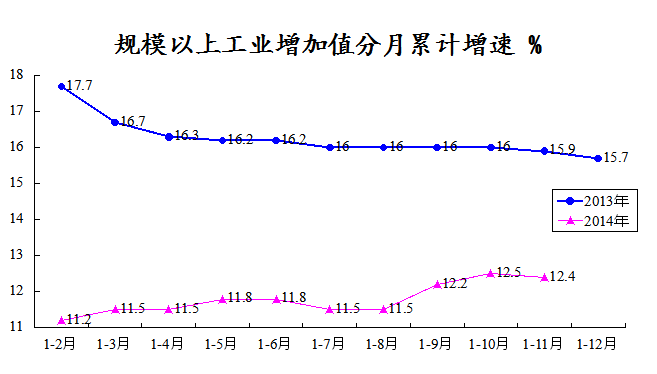 规模以上工业增加值分月累计增速 %
18
17
16
15
14
13
12
11
17.7
16.7
16.3
16.2
16.2
16
16
16
16
15.9
15.7
2013年
2014年
11.2
11.5
11.5
11.8
11.8
11.5
11.5
12.2
12.5
12.4
1-2月
1-3月
1-4月
1-5月
1-6月
1-7月
1-8月
1-9月
1-10月
1-11月
1-12月